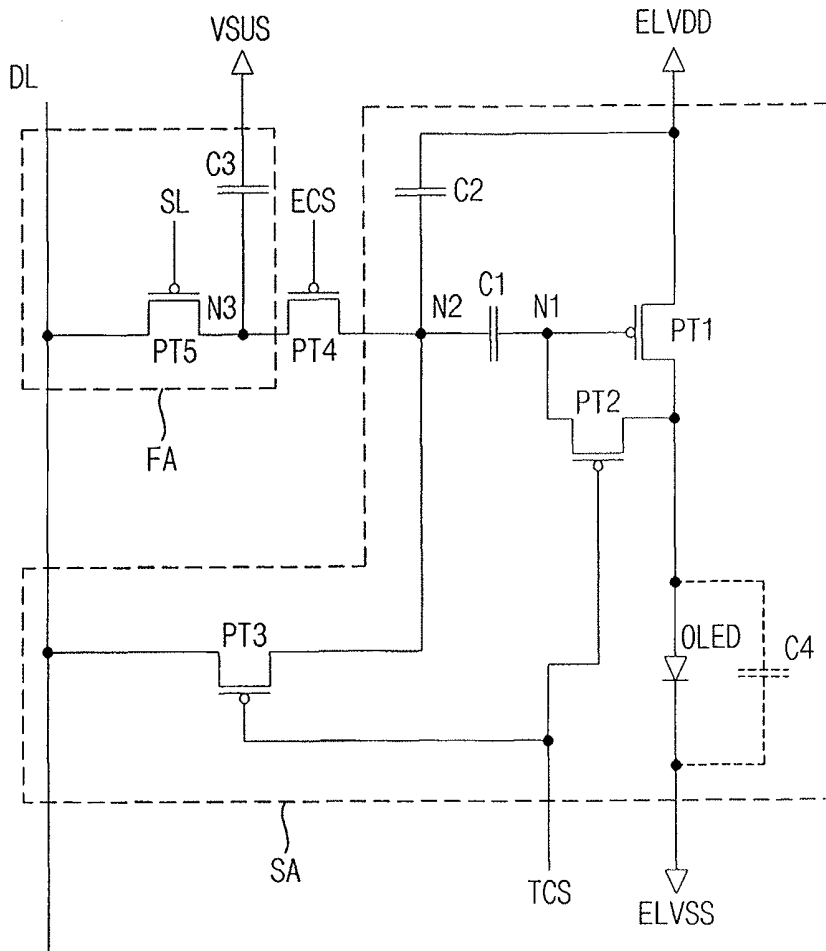 VSUS
ELVDD
DL
C3
C2
SL
ECS
N3
N2
C1
N1
PT1
PT5
PT4
PT2
FA
PT3
OLED
C4
SA
TCS
ELVSS